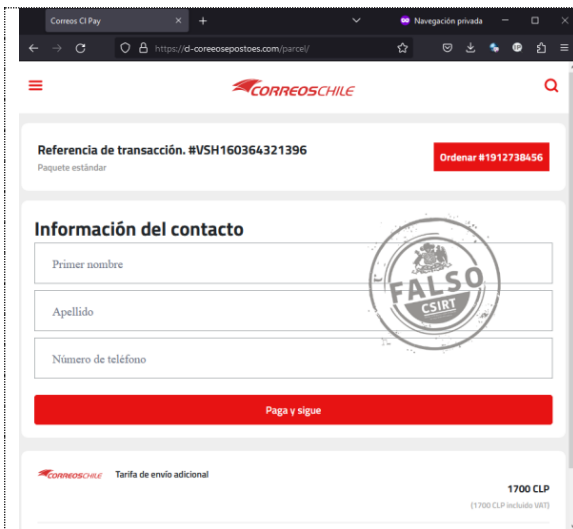 Correos Cl Pay
Navegación privada
https://d-coreeosepostoes.com/parcel/
CORREOSCHILE
Referencia de transacción. #VSH160364321396
Paquete estándar
Ordenar #1912738456
Información del contacto
Primer nombre
Apellido
Número de teléfono
FALSO
CSIRT
Paga y sigue
CORREOSCHILE
Tarifa de envío adicional
1700 CLP
(1700 CLP incluido VAT)